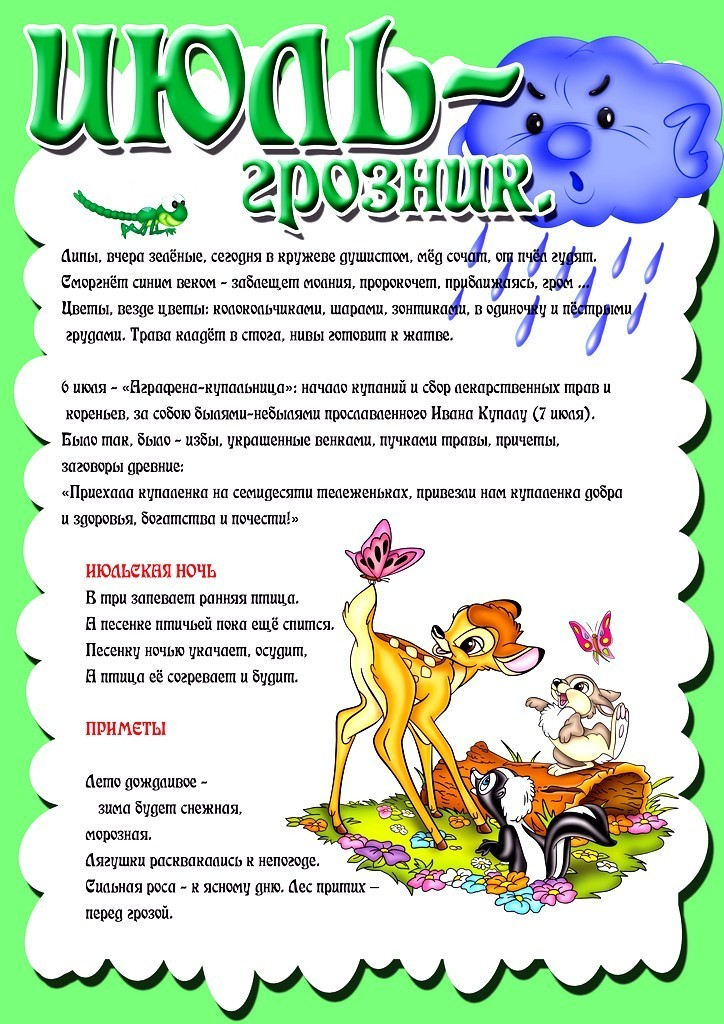 ИЮЛЬ-
грозник.
Липы, вчера зелёные, сегодня в кружеве душистом, мёд сочат, от пчёл гудят.
Сморгнёт синим веком - заблещет молния, пророкочет, приближаясь, гром ...
Цветы, везде цветы: колокольчиками, шарами, зонтиками, в одиночку и пёстрыми
грудами. Трава кладёт в стога, нивы готовит к жатве.
6 июля - «Аграфена-купальница»: начало купаний и сбор лекарственных трав и
кореньев, за собою былями-небылями прославленного Ивана Купалу (7 июля).
Было так, было - избы, украшенные венками, пучками травы, причеты,
заговоры древние:
«Приехала купаленка на семидесяти тележеньках, привезли нам купаленка добра
и здоровья, богатства и почести!»
ИЮЛЬСКАЯ НОЧЬ
В три запевает ранняя птица.
А песенке птичьей пока ещё спится.
Песенку ночью укачает, осудит,
А птица её согревает и будит.
ПРИМЕТЫ
Лето дождливое -
зима будет снежная,
морозная.
Лягушки расквакались к непогоде.
Сильная роса - к ясному дню. Лес притих –
перед грозой.